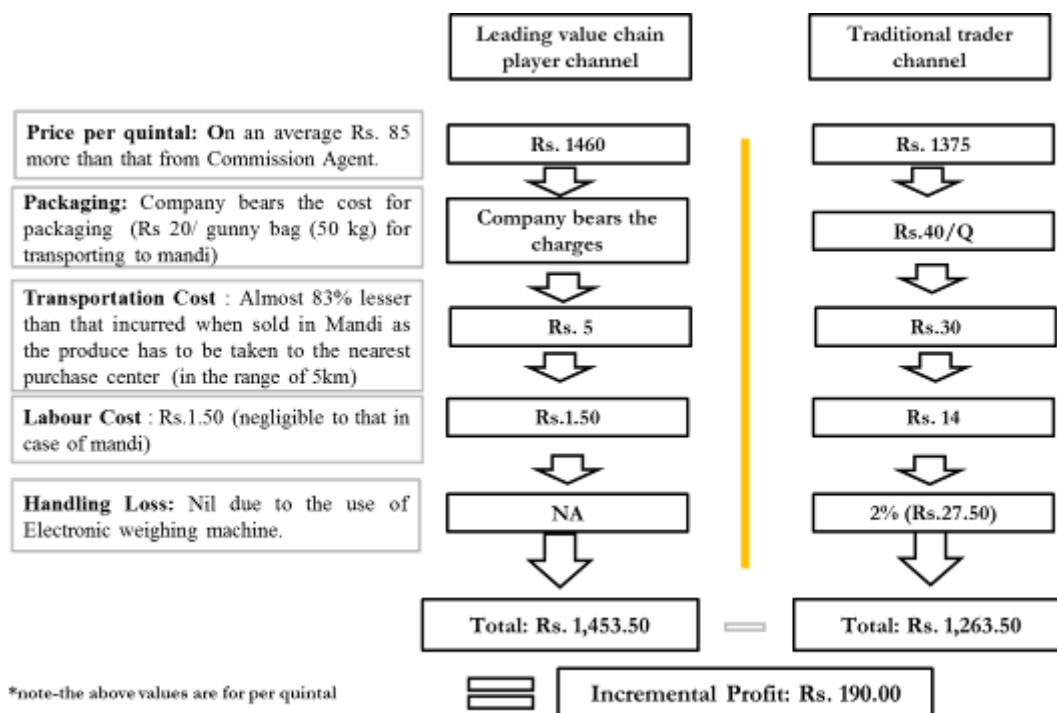 Leading value chain
player channel
Traditional trader
channel
Price per quintal: On an average Rs. 85
more than that from Commission Agent.
Rs. 1460
Rs. 1375
Packaging: Company bears the cost for
packaging (Rs 20/ gunny bag (50 kg) for
transporting to mandi)
Company bears the
charges
Rs.40/Q
Transportation Cost : Almost 83% lesser
than that incurred when sold in Mandi as
the produce has to be taken to the nearest
purchase center (in the range of 5km)
Rs. 5
Rs.30
Labour Cost : Rs.1.50 (negligible to that in
case of mandi)
Rs.1.50
Rs. 14
Handling Loss: Nil due to the use of
Electronic weighing machine.
NA
2% (Rs.27.50)
Total: Rs. 1,453.50
Total: Rs. 1,263.50
*note-the above values are for per quintal
Incremental Profit: Rs. 190.00